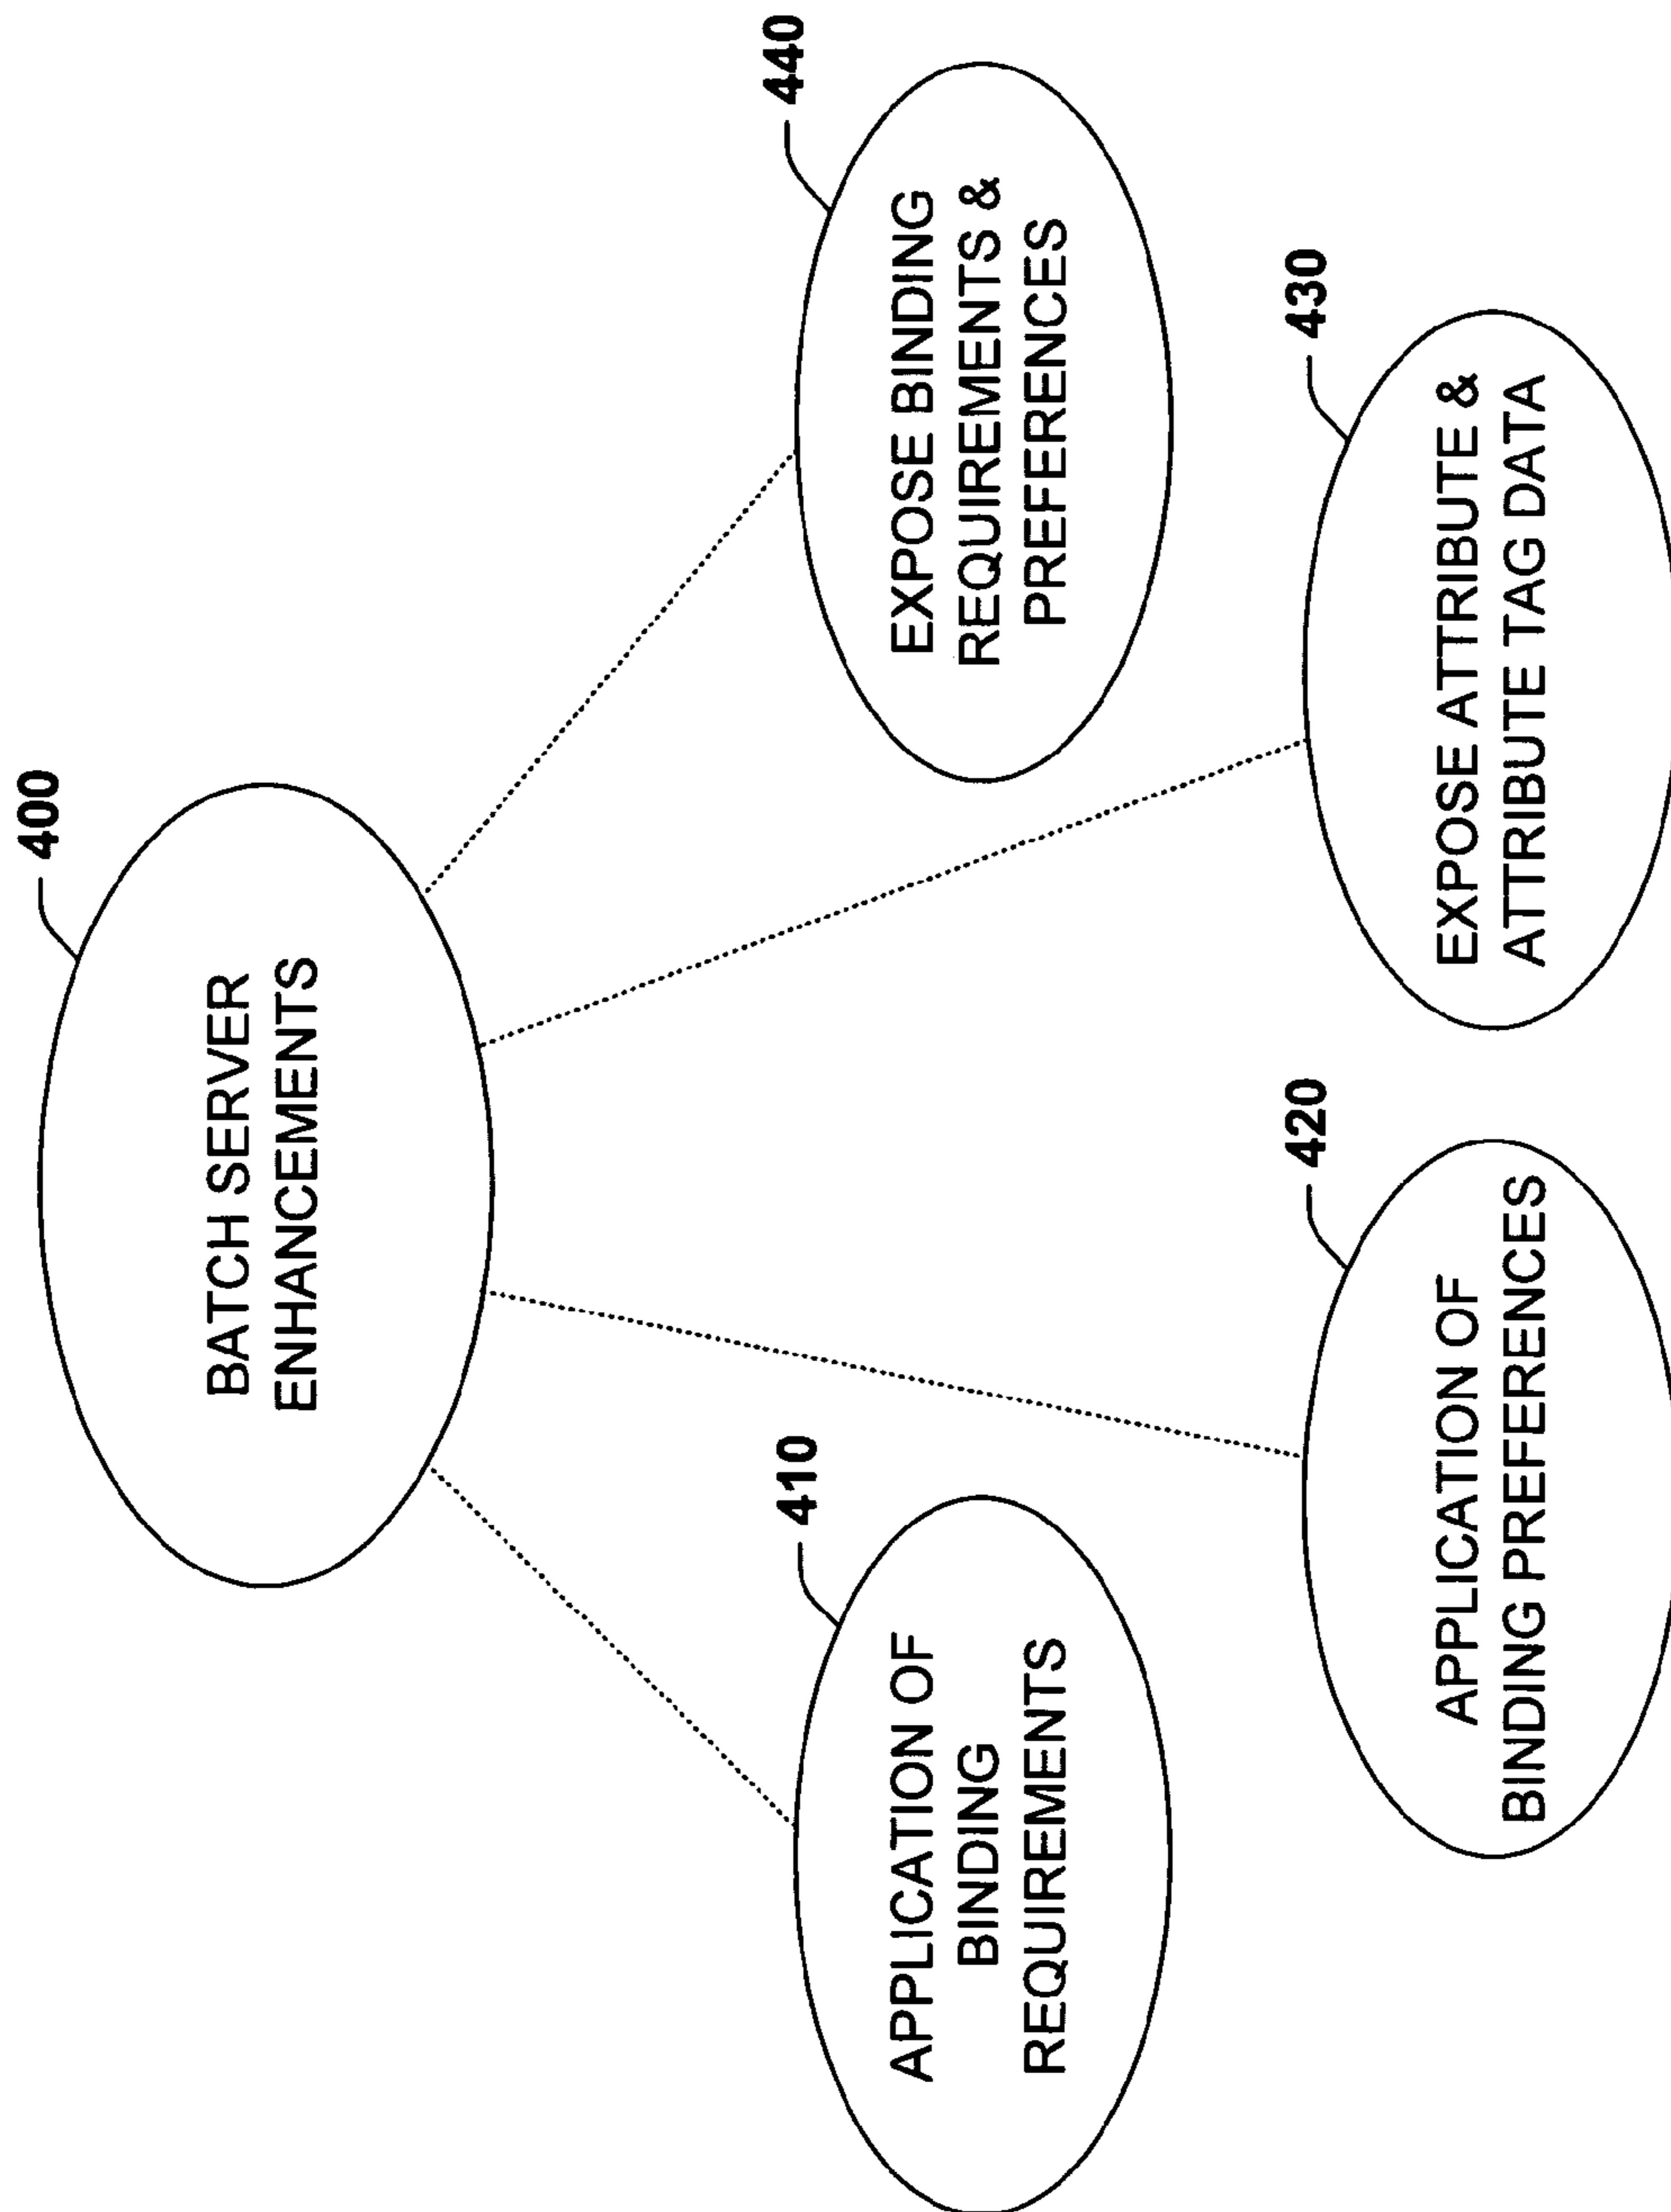 400
BATCH SERVER
ENHANCEMENTS
410
APPLICATION OF
BINDING
REQUIREMENTS
420
APPLICATION OF
BINDING PREFERENCES
430
EXPOSE ATTRIBUTE &
ATTRIBUTE TAG DATA
440
EXPOSE BINDING
REQUIREMENTS &
PREFERENCES